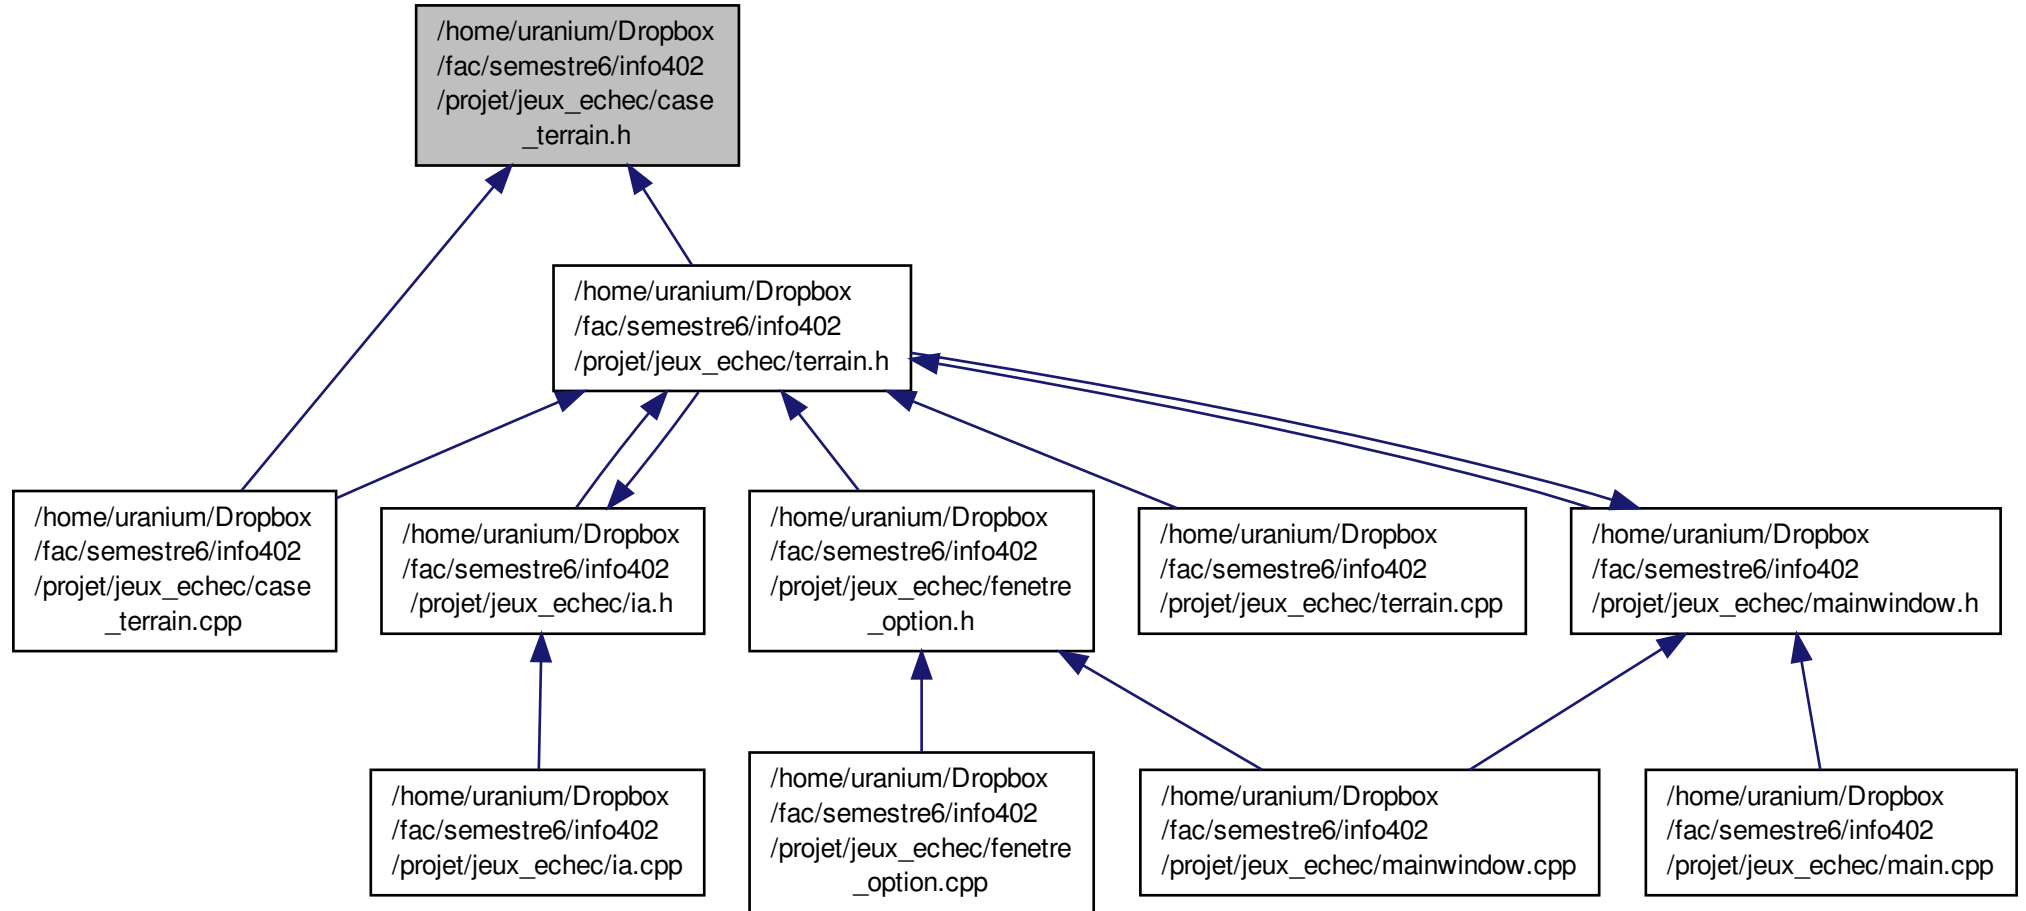 /home/uranium/Dropbox
/fac/semestre6/info402
/projet/jeux_echec/case
_terrain.h
/home/uranium/Dropbox
/fac/semestre6/info402
/projet/jeux_echec/terrain.h
/home/uranium/Dropbox
/fac/semestre6/info402
/projet/jeux_echec/case
_terrain.cpp
/home/uranium/Dropbox
/fac/semestre6/info402
/projet/jeux_echec/ia.h
/home/uranium/Dropbox
/fac/semestre6/info402
/projet/jeux_echec/fenetre
_option.h
/home/uranium/Dropbox
/fac/semestre6/info402
/projet/jeux_echec/terrain.cpp
/home/uranium/Dropbox
/fac/semestre6/info402
/projet/jeux_echec/mainwindow.h
/home/uranium/Dropbox
/fac/semestre6/info402
/projet/jeux_echec/ia.cpp
/home/uranium/Dropbox
/fac/semestre6/info402
/projet/jeux_echec/fenetre
_option.cpp
/home/uranium/Dropbox
/fac/semestre6/info402
/projet/jeux_echec/mainwindow.cpp
/home/uranium/Dropbox
/fac/semestre6/info402
/projet/jeux_echec/main.cpp